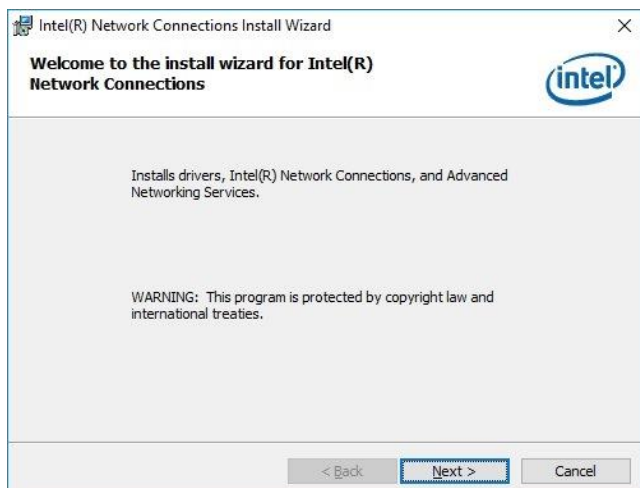 Intel(R) Network Connections Install Wizard
Welcome to the install wizard for Intel(R)
Network Connections
intel
Installs drivers, Intel(R) Network Connections, and Advanced
Networking Services.
WARNING: This program is protected by copyright law and
international treaties.
< Back
Next >
Cancel